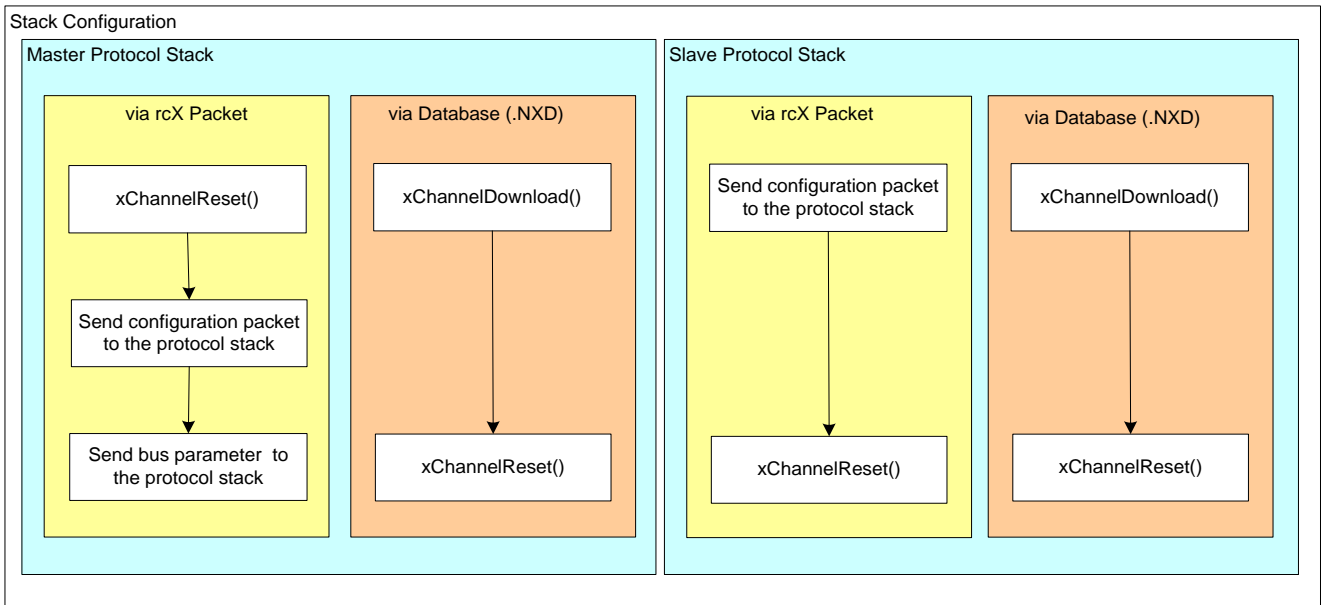 Stack Configuration
Master Protocol Stack
via rcX Packet
xChannelReset()
Send configuration packet
to the protocol stack
Send bus parameter to
the protocol stack
via Database (.NXD)
xChannelDownload()
xChannelReset()
Slave Protocol Stack
via rcX Packet
Send configuration packet
to the protocol stack
xChannelReset()
via Database (.NXD)
xChannelDownload()
xChannelReset()